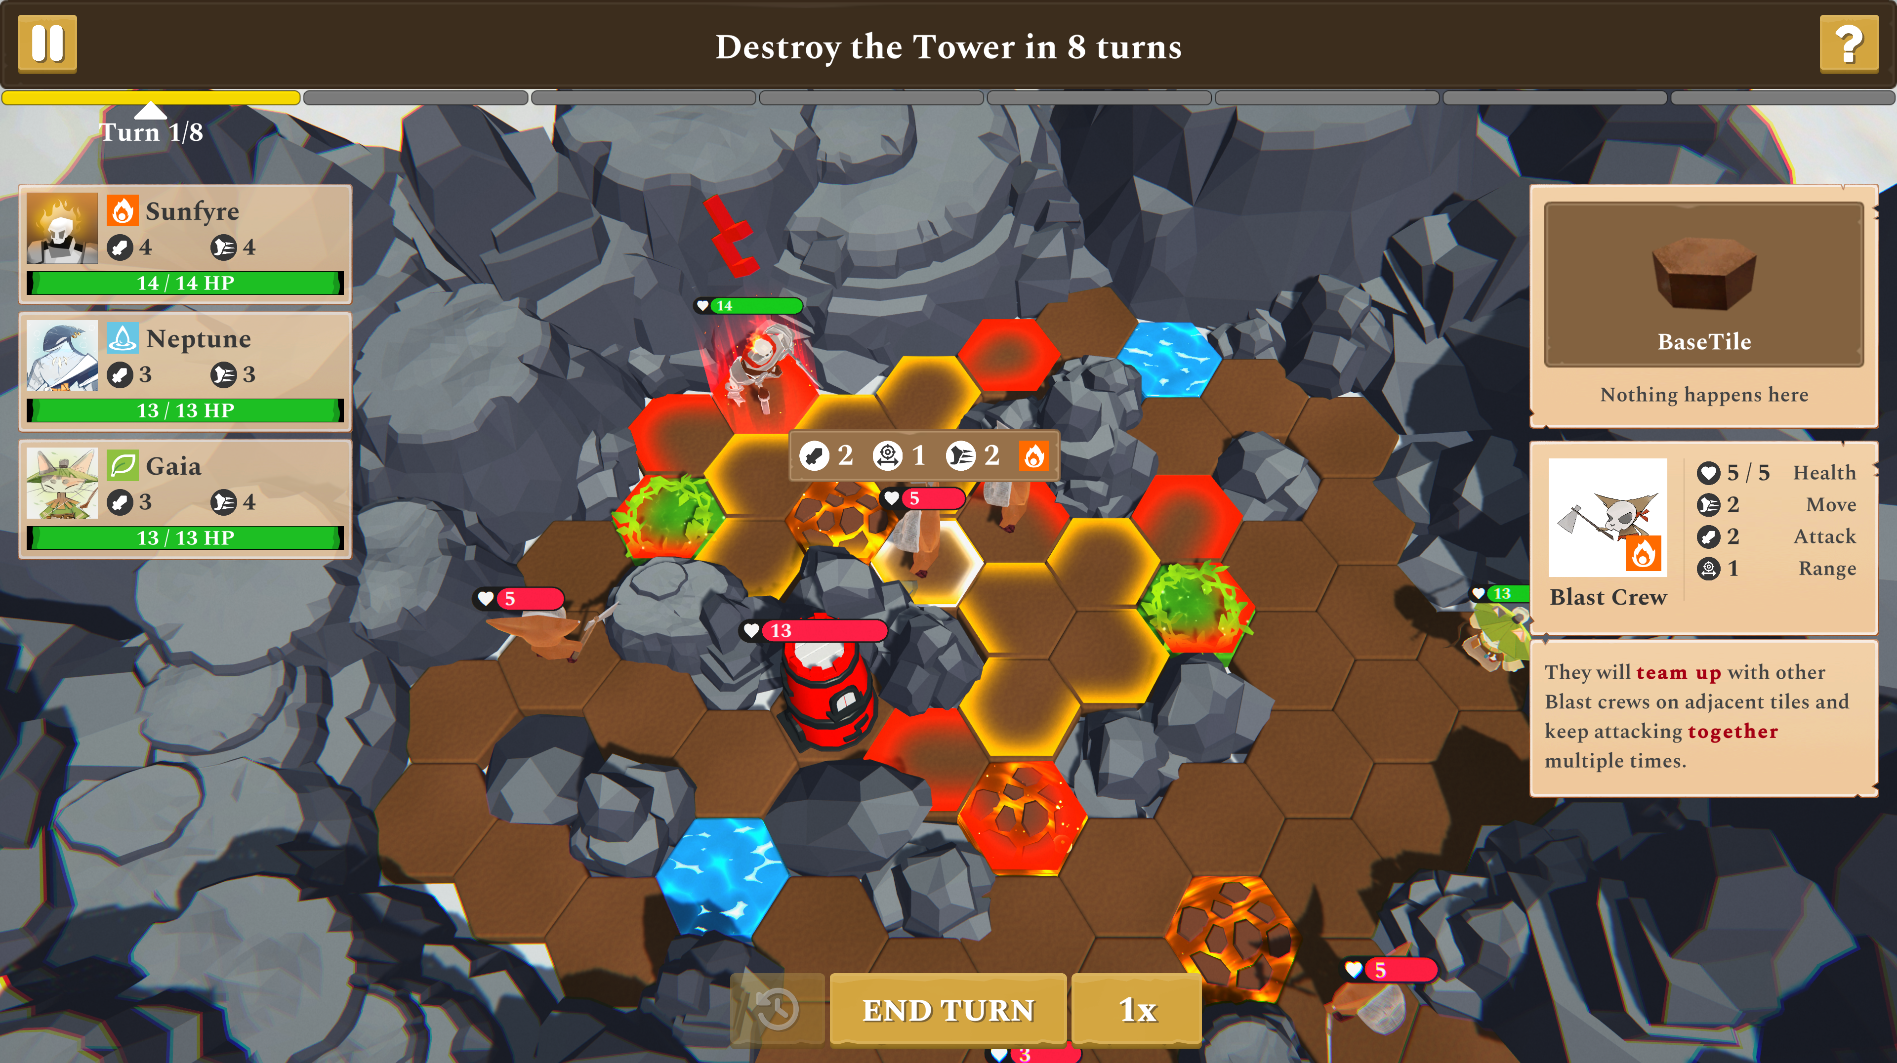 Destroy the Tower in 8 turns
?
Turn 1/8
Sunfyre
4 4
14 / 14 HP
Neptune
3 3
13 / 13 HP
Gaia
3 4
13 / 13 HP
14
2 1 2
5
5
13
13
5
3
BaseTile
Nothing happens here
5 / 5 Health
2 Move
2 Attack
1 Range
Blast Crew
They will team up with other
Blast crews on adjacent tiles and
keep attacking together
multiple times.
END TURN
1x